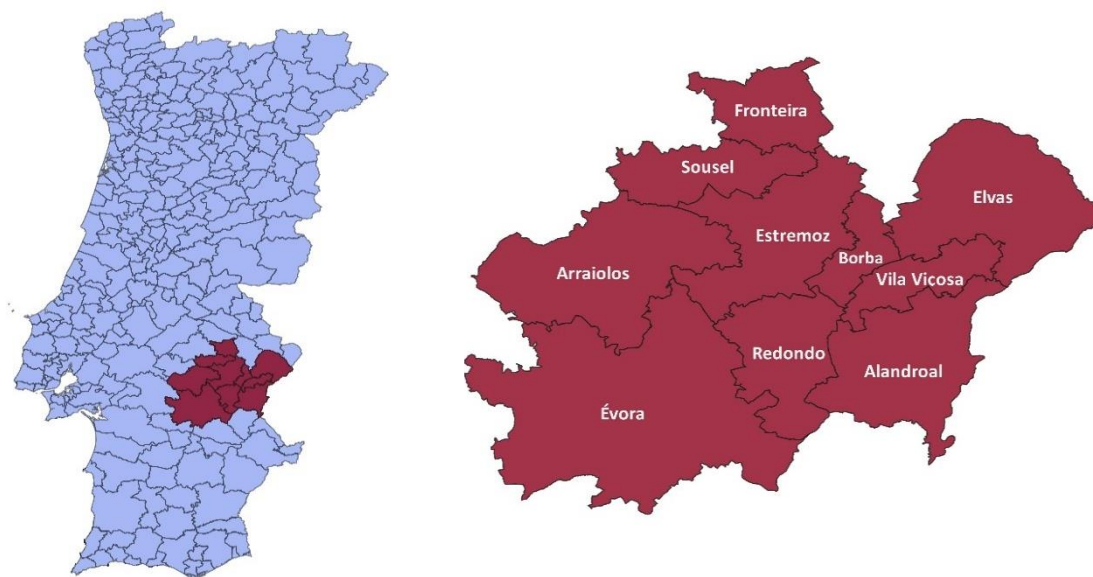 Fronteira
Sousel
Elvas
Estremoz
Borba
Arraiolos
Vila Viçosa
Redondo
Alandroal
Évora